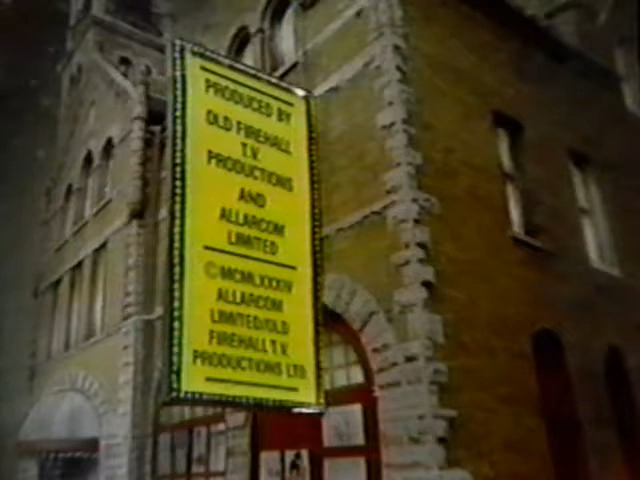 PRODUCED BY
OLD FIREHALL
T.V.
PRODUCTIONS
AND
ALLARCOM
LIMITED
©MCMLXXXIV
ALLARCOM
LIMITED/OLD
FIREHALL T.V.
PRODUCTIONS LTD.